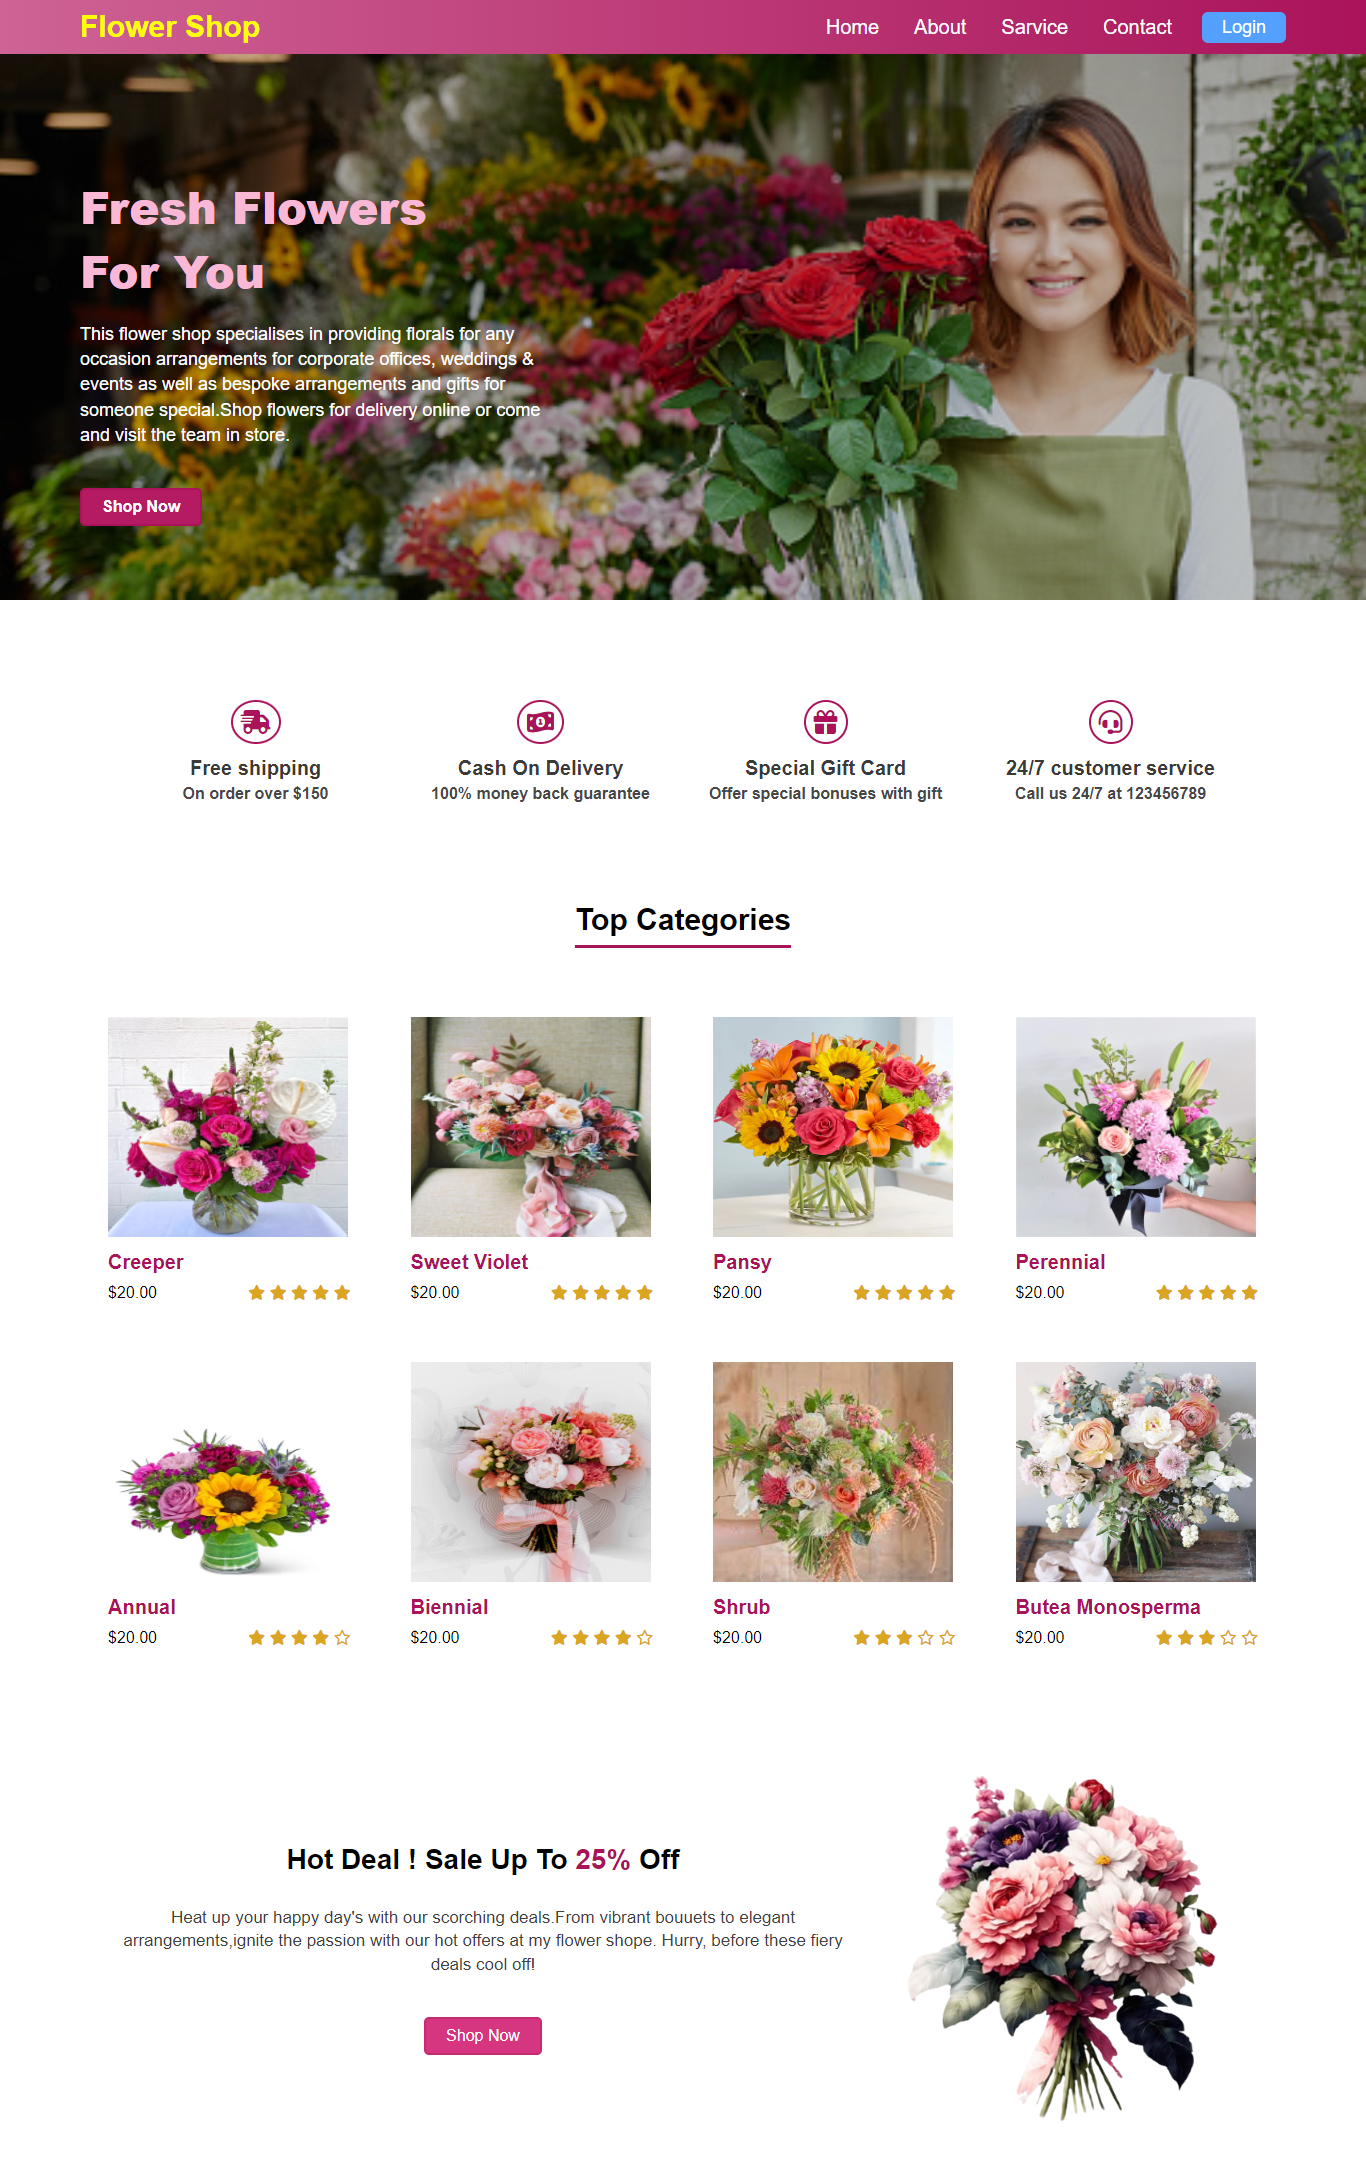 Flower Shop
Home About Sarvice Contact Login
Fresh Flowers
For You
This flower shop specialises in providing florals for any
occasion arrangements for corporate offices, weddings &
events as well as bespoke arrangements and gifts for
someone special.Shop flowers for delivery online or come
and visit the team in store.
Shop Now
Free shipping
On order over $150
Cash On Delivery
100% money back guarantee
Special Gift Card
Offer special bonuses with gift
24/7 customer service
Call us 24/7 at 123456789
Top Categories
Creeper
$20.00
Sweet Violet
$20.00
Pansy
$20.00
Perennial
$20.00
Annual
$20.00
Biennial
$20.00
Shrub
$20.00
Butea Monosperma
$20.00
Hot Deal ! Sale Up To 25% Off
Heat up your happy day's with our scorching deals.From vibrant bouuets to elegant
arrangements,ignite the passion with our hot offers at my flower shope. Hurry, before these fiery
deals cool off!
Shop Now